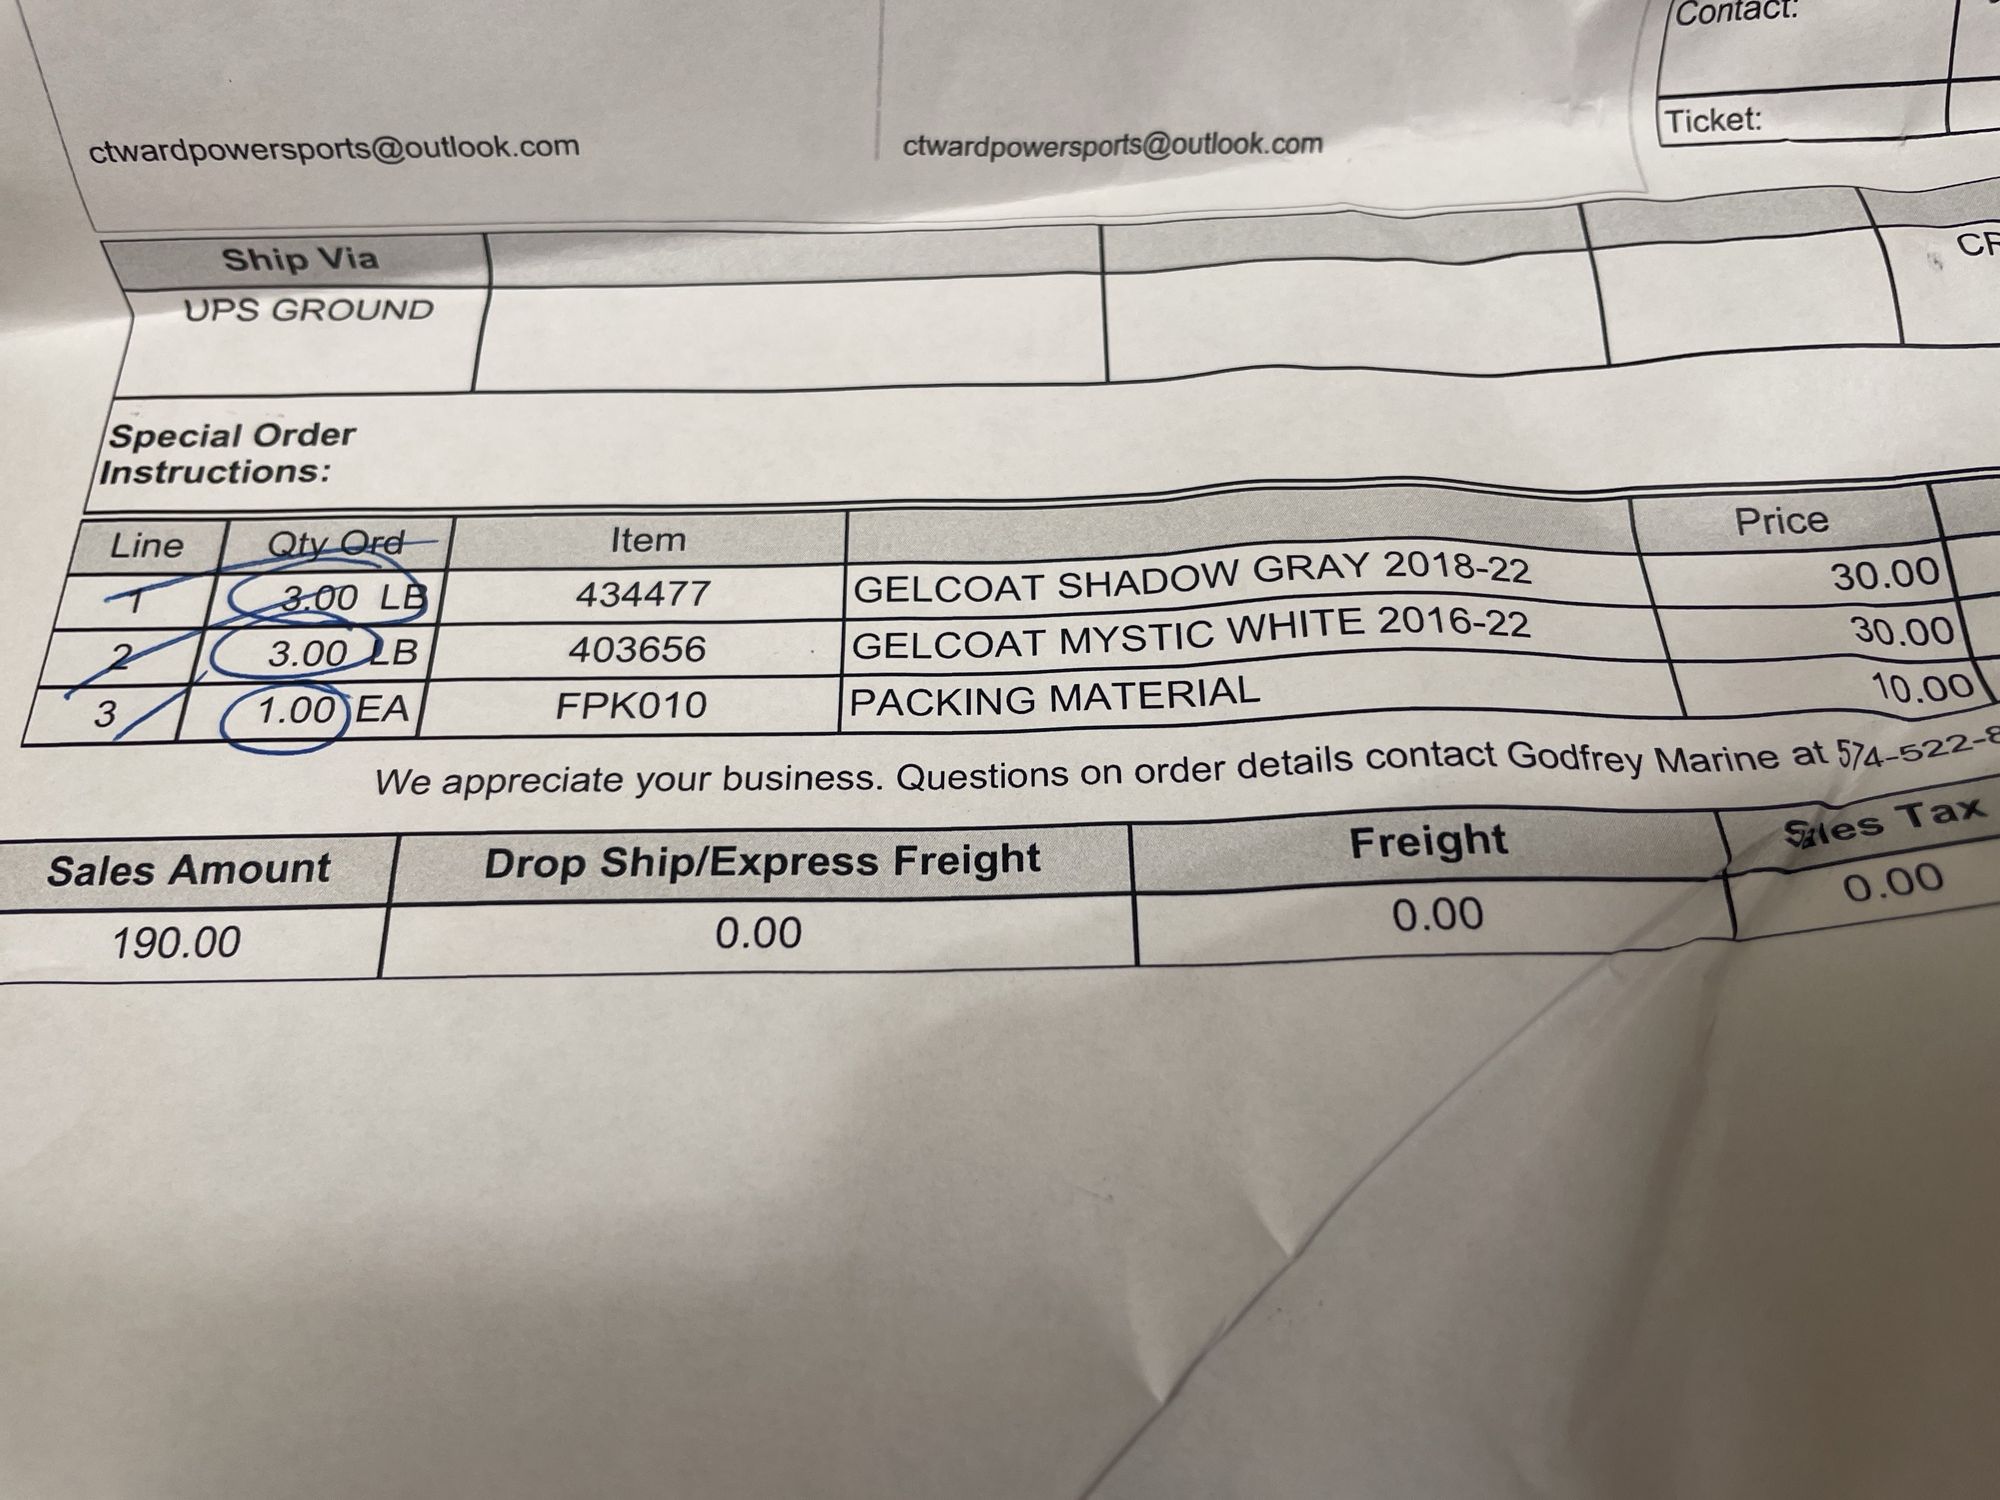 Contact:
Ticket:
ctwardpowersports@outlook.com ctwardpowersports@outlook.com
Ship Via
UPS GROUND
Special Order
Instructions:
Line Qty Ord Item Price
1 3.00 LB 434477 GELCOAT SHADOW GRAY 2018-22 30.00
2 3.00 LB 403656 GELCOAT MYSTIC WHITE 2016-22 30.00
3 1.00 EA FPK010 PACKING MATERIAL 10.00
We appreciate your business. Questions on order details contact Godfrey Marine at 574-522-8
Sales Amount Drop Ship/Express Freight Freight Sales Tax
190.00 0.00 0.00 0.00